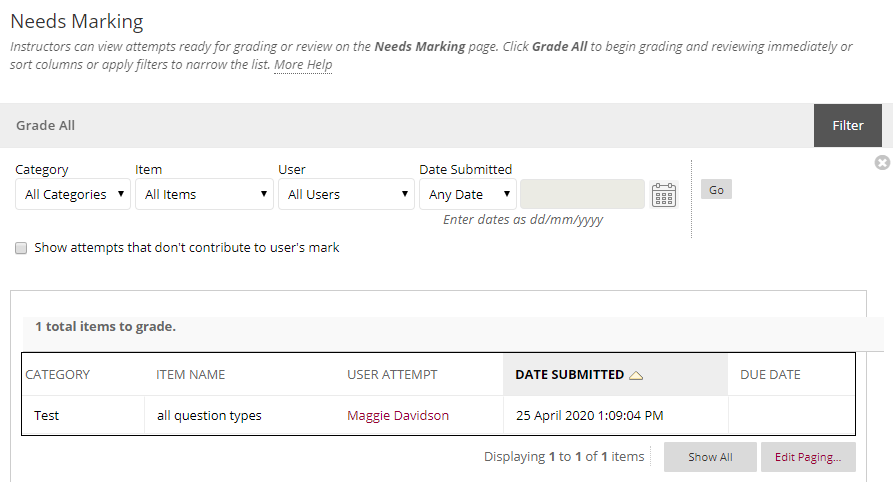 Needs Marking
Instructors can view attempts ready for grading or review on the Needs Marking page. Click Grade All to begin grading and reviewing immediately or
sort columns or apply filters to narrow the list. More Help
Grade All
Filter
Category Item User Date Submitted
All Categories All Items All Users Any Date Go
Enter dates as dd/mm/yyyy
Show attempts that don't contribute to user's mark
1 total items to grade.
CATEGORY ITEM NAME USER ATTEMPT DATE SUBMITTED DUE DATE
Test all question types Maggie Davidson 25 April 2020 1:09:04 PM
Displaying 1 to 1 of 1 items Show All Edit Paging...